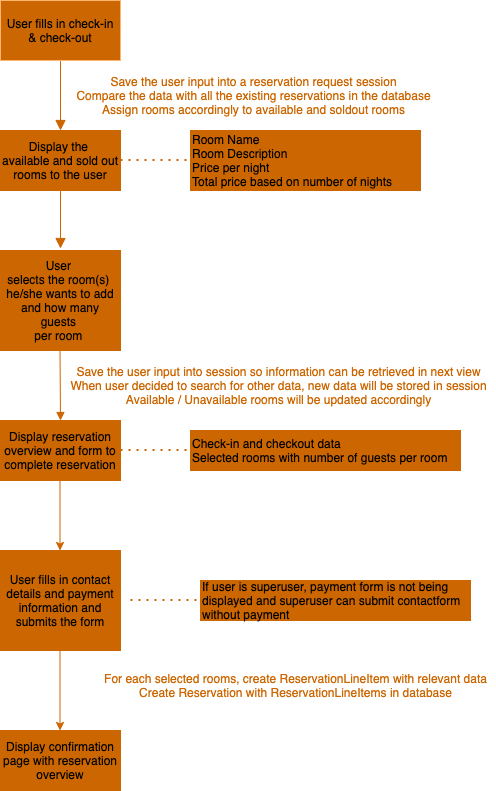 User fills in check-in
& check-out
Save the user input into a reservation request session
Compare the data with all the existing reservations in the database
Assign rooms accordingly to available and soldout rooms
Display the
available and sold out
rooms to the user
Room Name
Room Description
Price per night
Total price based on number of nights
User
selects the room(s)
he/she wants to add
and how many
guests
per room
Save the user input into session so information can be retrieved in next view
When user decided to search for other data, new data will be stored in session
Available / Unavailable rooms will be updated accordingly
Display reservation
overview and form to
complete reservation
Check-in and checkout data
Selected rooms with number of guests per room
User fills in contact
details and payment
information and
submits the form
If user is superuser, payment form is not being
displayed and superuser can submit contactform
without payment
For each selected rooms, create ReservationLineItem with relevant data
Create Reservation with ReservationLineItems in database
Display confirmation
page with reservation
overview